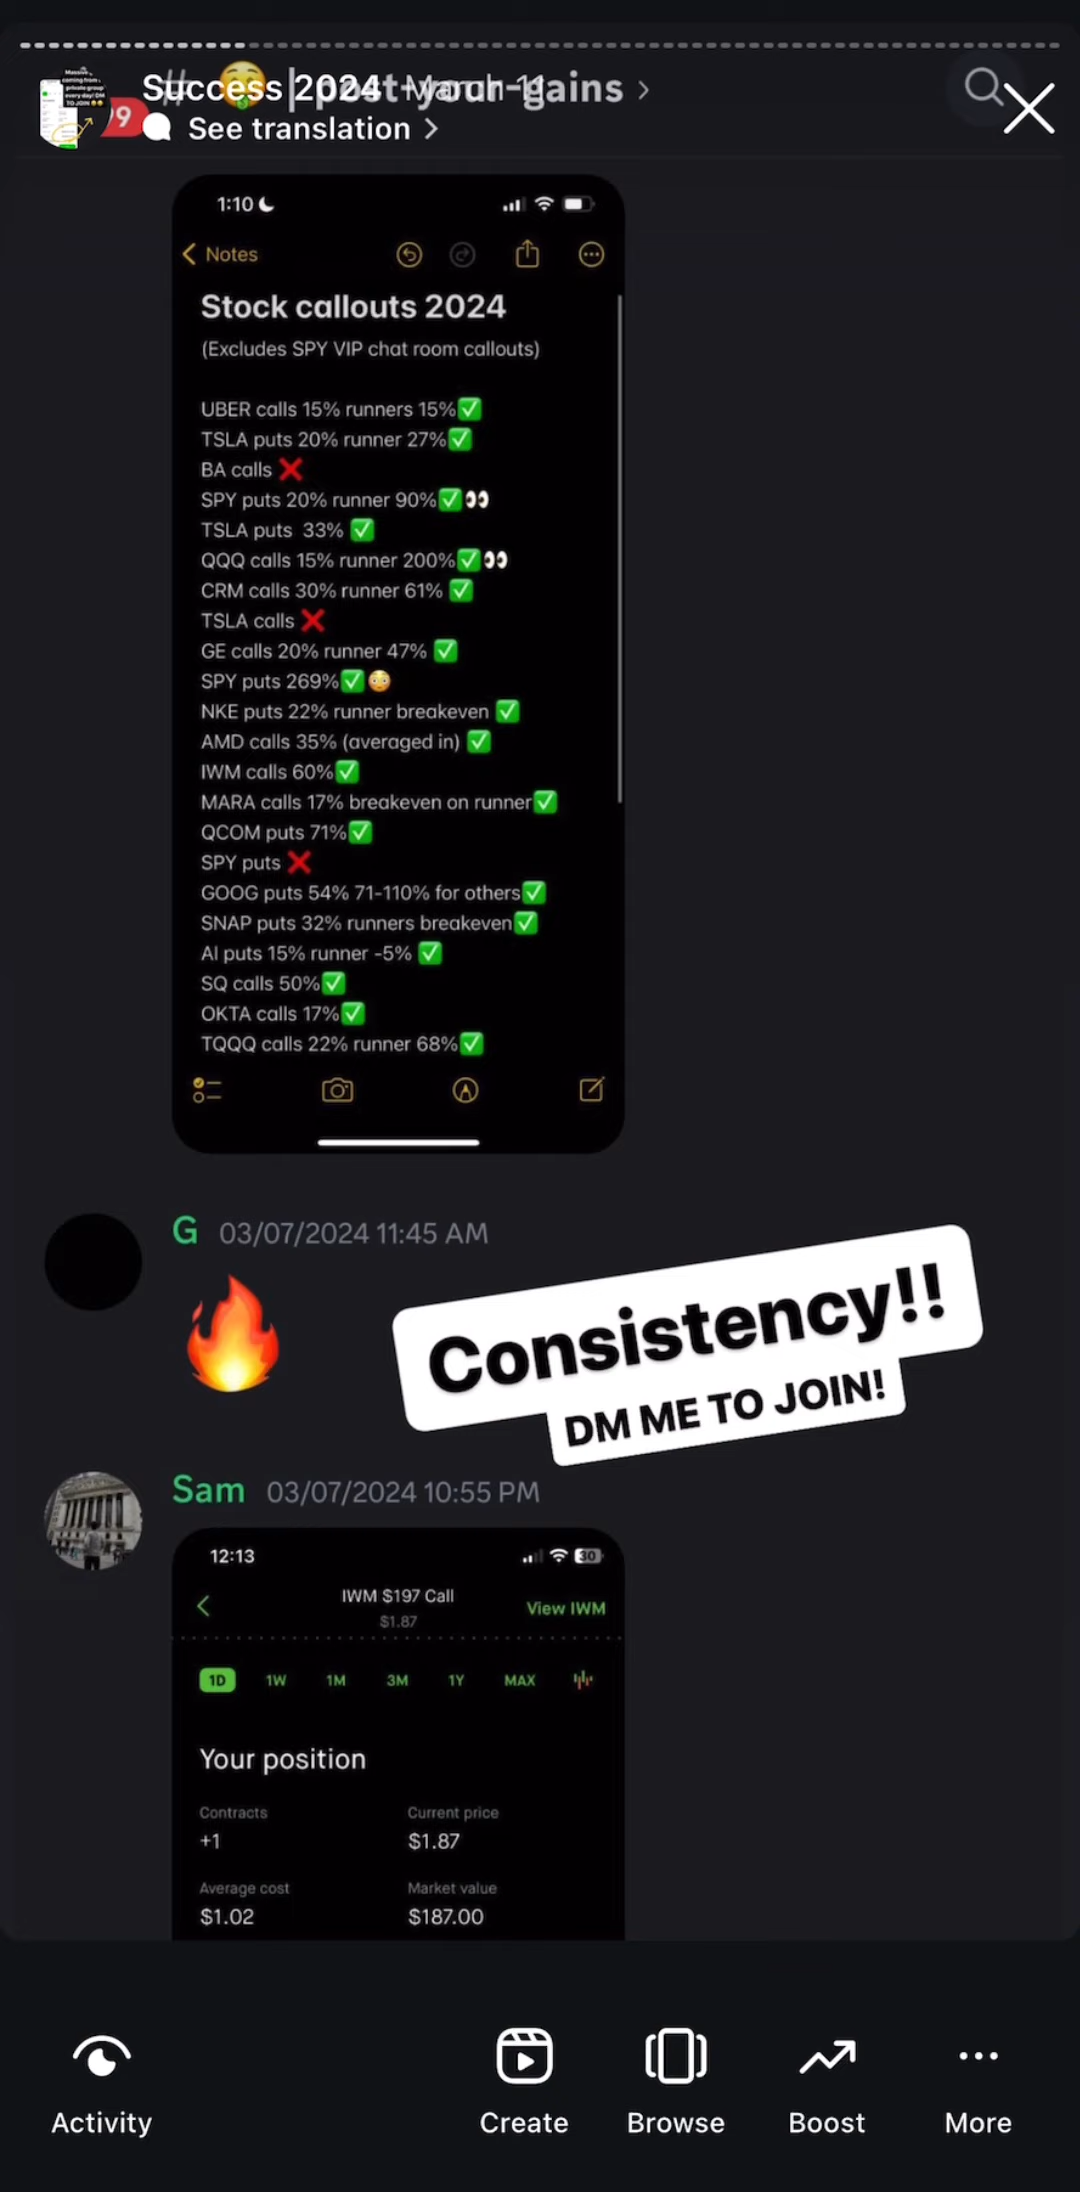 Success 2024 March 11
# | post-your-gains >
9
See translation >
1:10
Notes
Stock callouts 2024
(Excludes SPY VIP chat room callouts)
UBER calls 15% runners 15%✅
TSLA puts 20% runner 27%✅
BA calls ❌
SPY puts 20% runner 90%✅👀
TSLA puts  33% ✅
QQQ calls 15% runner 200%✅👀
CRM calls 30% runner 61% ✅
TSLA calls ❌
GE calls 20% runner 47% ✅
SPY puts 269%✅😳
NKE puts 22% runner breakeven ✅
AMD calls 35% (averaged in) ✅
IWM calls 60%✅
MARA calls 17% breakeven on runner✅
QCOM puts 71%✅
SPY puts ❌
GOOG puts 54% 71-110% for others✅
SNAP puts 32% runners breakeven✅
AI puts 15% runner -5% ✅
SQ calls 50%✅
OKTA calls 17%✅
TQQQ calls 22% runner 68%✅
G 03/07/2024 11:45 AM
🔥
Consistency!!
DM ME TO JOIN!
Sam 03/07/2024 10:55 PM
12:13
30
IWM $197 Call
$1.87
View IWM
1D 1W 1M 3M 1Y MAX
Your position
Contracts Current price
+1 $1.87
Average cost Market value
$1.02 $187.00
Activity Create Browse Boost More